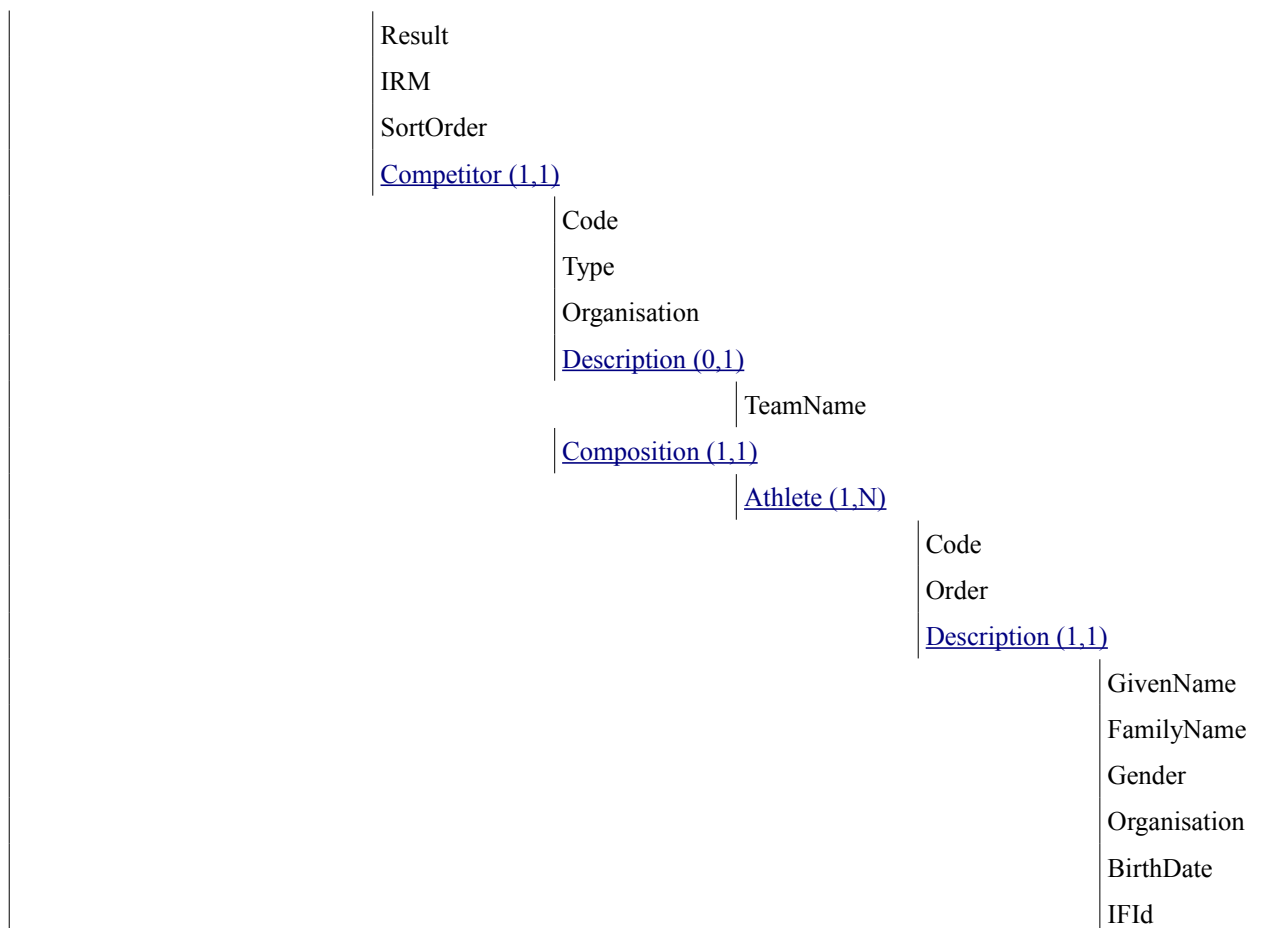 Result
IRM
SortOrder
Competitor (1,1)
Code
Type
Organisation
Description (0,1)
TeamName
Composition (1,1)
Athlete (1,N)
Code
Order
Description (1,1)
GivenName
FamilyName
Gender
Organisation
BirthDate
IFId